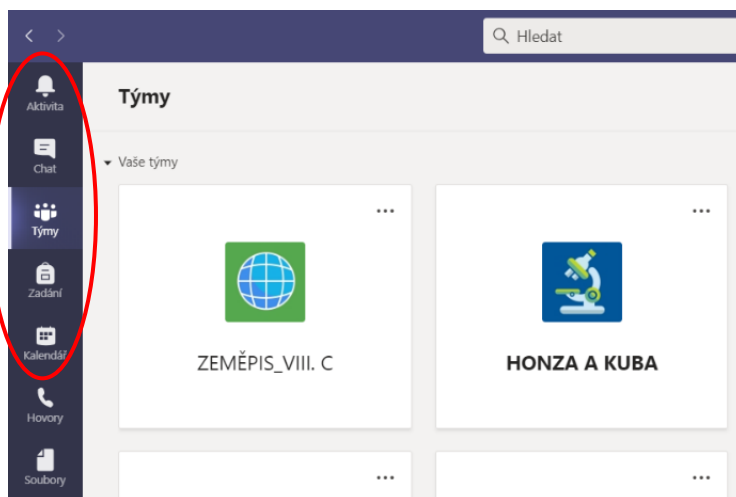 Hledat
Aktivita
Chat
Týmy
Zadání
Kalendář
Hovory
Soubory
Týmy
Vaše týmy
ZEMĚPIS_VIII. C
HONZA A KUBA